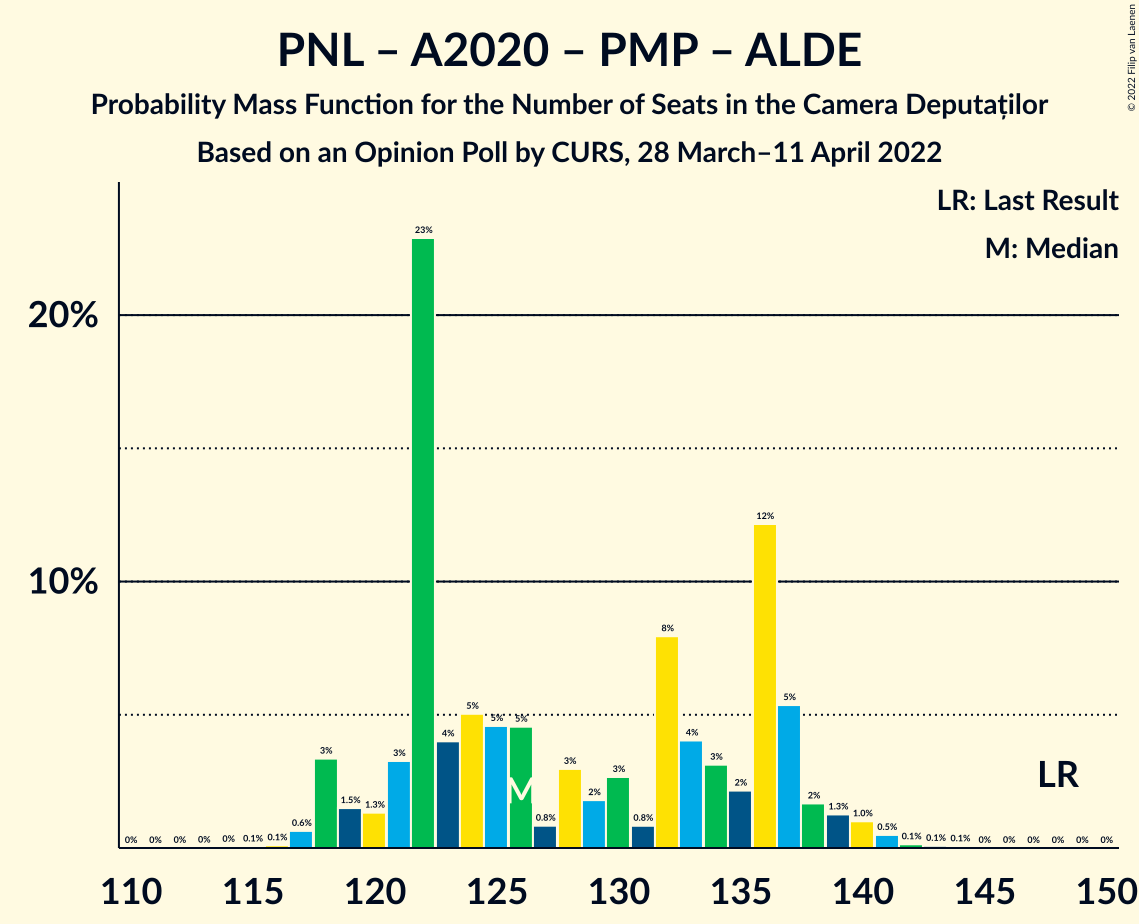 PNL – A2020 – PMP – ALDE
Probability Mass Function for the Number of Seats in the Camera Deputaților
Based on an Opinion Poll by CURS, 28 March–11 April 2022
© 2022 Filip van Laenen
LR: Last Result
M: Median
20%
10%
0% 0% 0% 0% 0% 0.1% 0.1% 0.6% 3% 1.5% 1.3% 3% 23% 4% 5% 5% 5% 0.8% 3% 2% 3% 0.8% 8% 4% 3% 2% 12% 5% 2% 1.3% 1.0% 0.5% 0.1% 0.1% 0.1% 0% 0% 0% 0% 0% 0%
M
LR
110 115 120 125 130 135 140 145 150